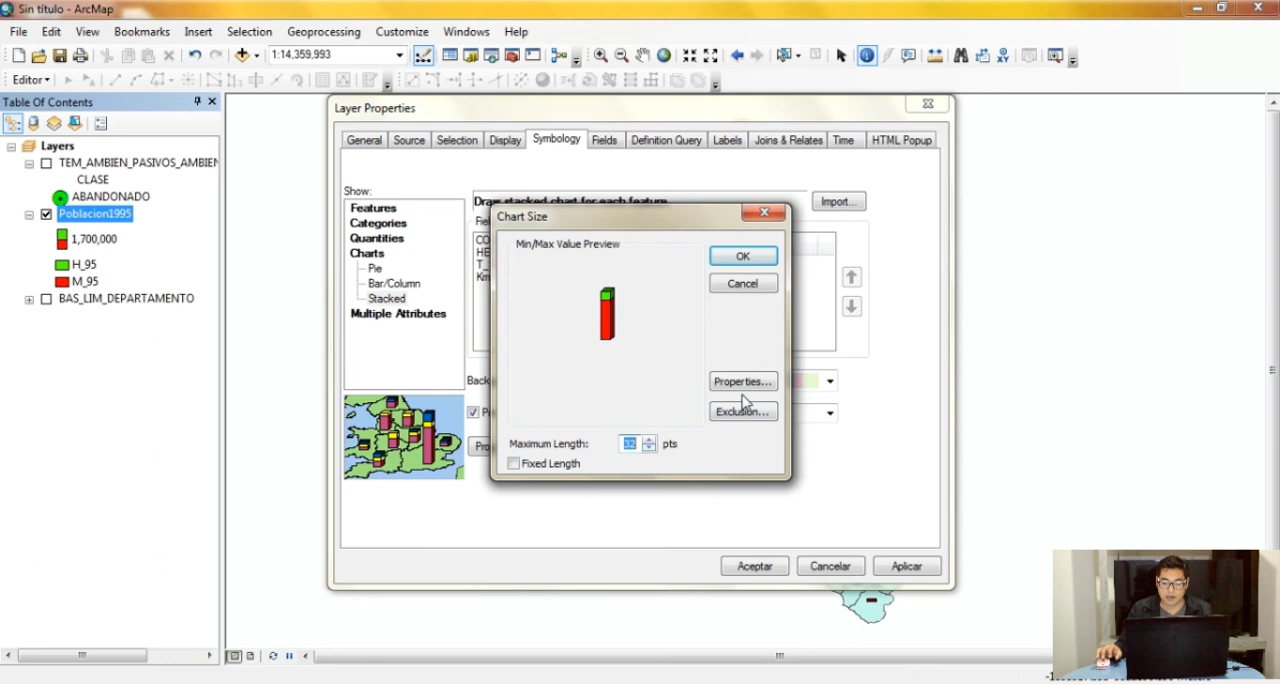 Sin título - ArcMap
File Edit View Bookmarks Insert Selection Geoprocessing Customize Windows Help
1:14,359,993
Editor
Table Of Contents
Layers
TEM_AMBIEN_PASIVOS_AMBIEN
CLASE
ABANDONADO
Poblacion1995
1,700,000
H_95
M_95
BAS_LIM_DEPARTAMENTO
Layer Properties
General Source Selection Display Symbology Fields Definition Query Labels Joins & Relates Time HTML Popup
Show:
Features
Categories
Quantities
Charts
Pie
Bar/Column
Stacked
Multiple Attributes
Draw stacked chart for each feature.
Import...
Chart Size
Min/Max Value Preview
OK
Cancel
Properties...
Exclusion...
Maximum Length: 32 pts
Fixed Length
Aceptar Cancelar Aplicar